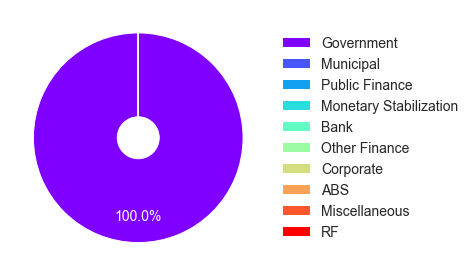 Government
Municipal
Public Finance
Monetary Stabilization
Bank
Other Finance
Corporate
ABS
Miscellaneous
RF
100.0%